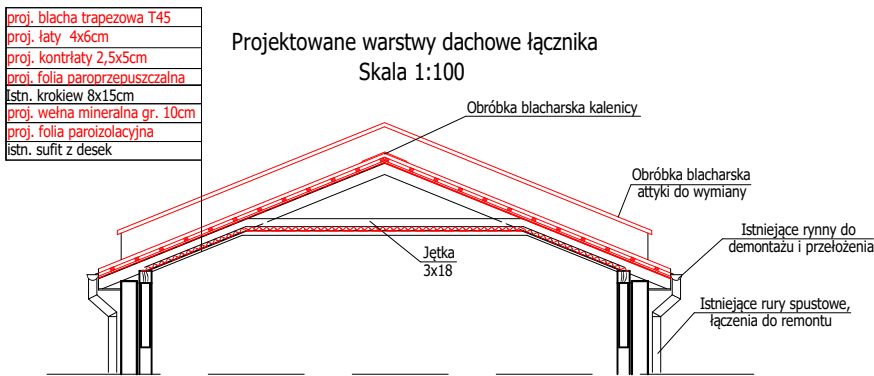 proj. blacha trapezowa T45
proj. łaty 4x6cm
proj. kontrłaty 2,5x5cm
proj. folia paroprzepuszczalna
Istn. krokiew 8x15cm
proj. wełna mineralna gr. 10cm
proj. folia paroizolacyjna
istn. sufit z desek
Projektowane warstwy dachowe łącznika
Skala 1:100
Obróbka blacharska kalenicy
Obróbka blacharska
attyki do wymiany
Istniejące rynny do
demontażu i przełożenia
Jętka
3x18
Istniejące rury spustowe,
łączenia do remontu